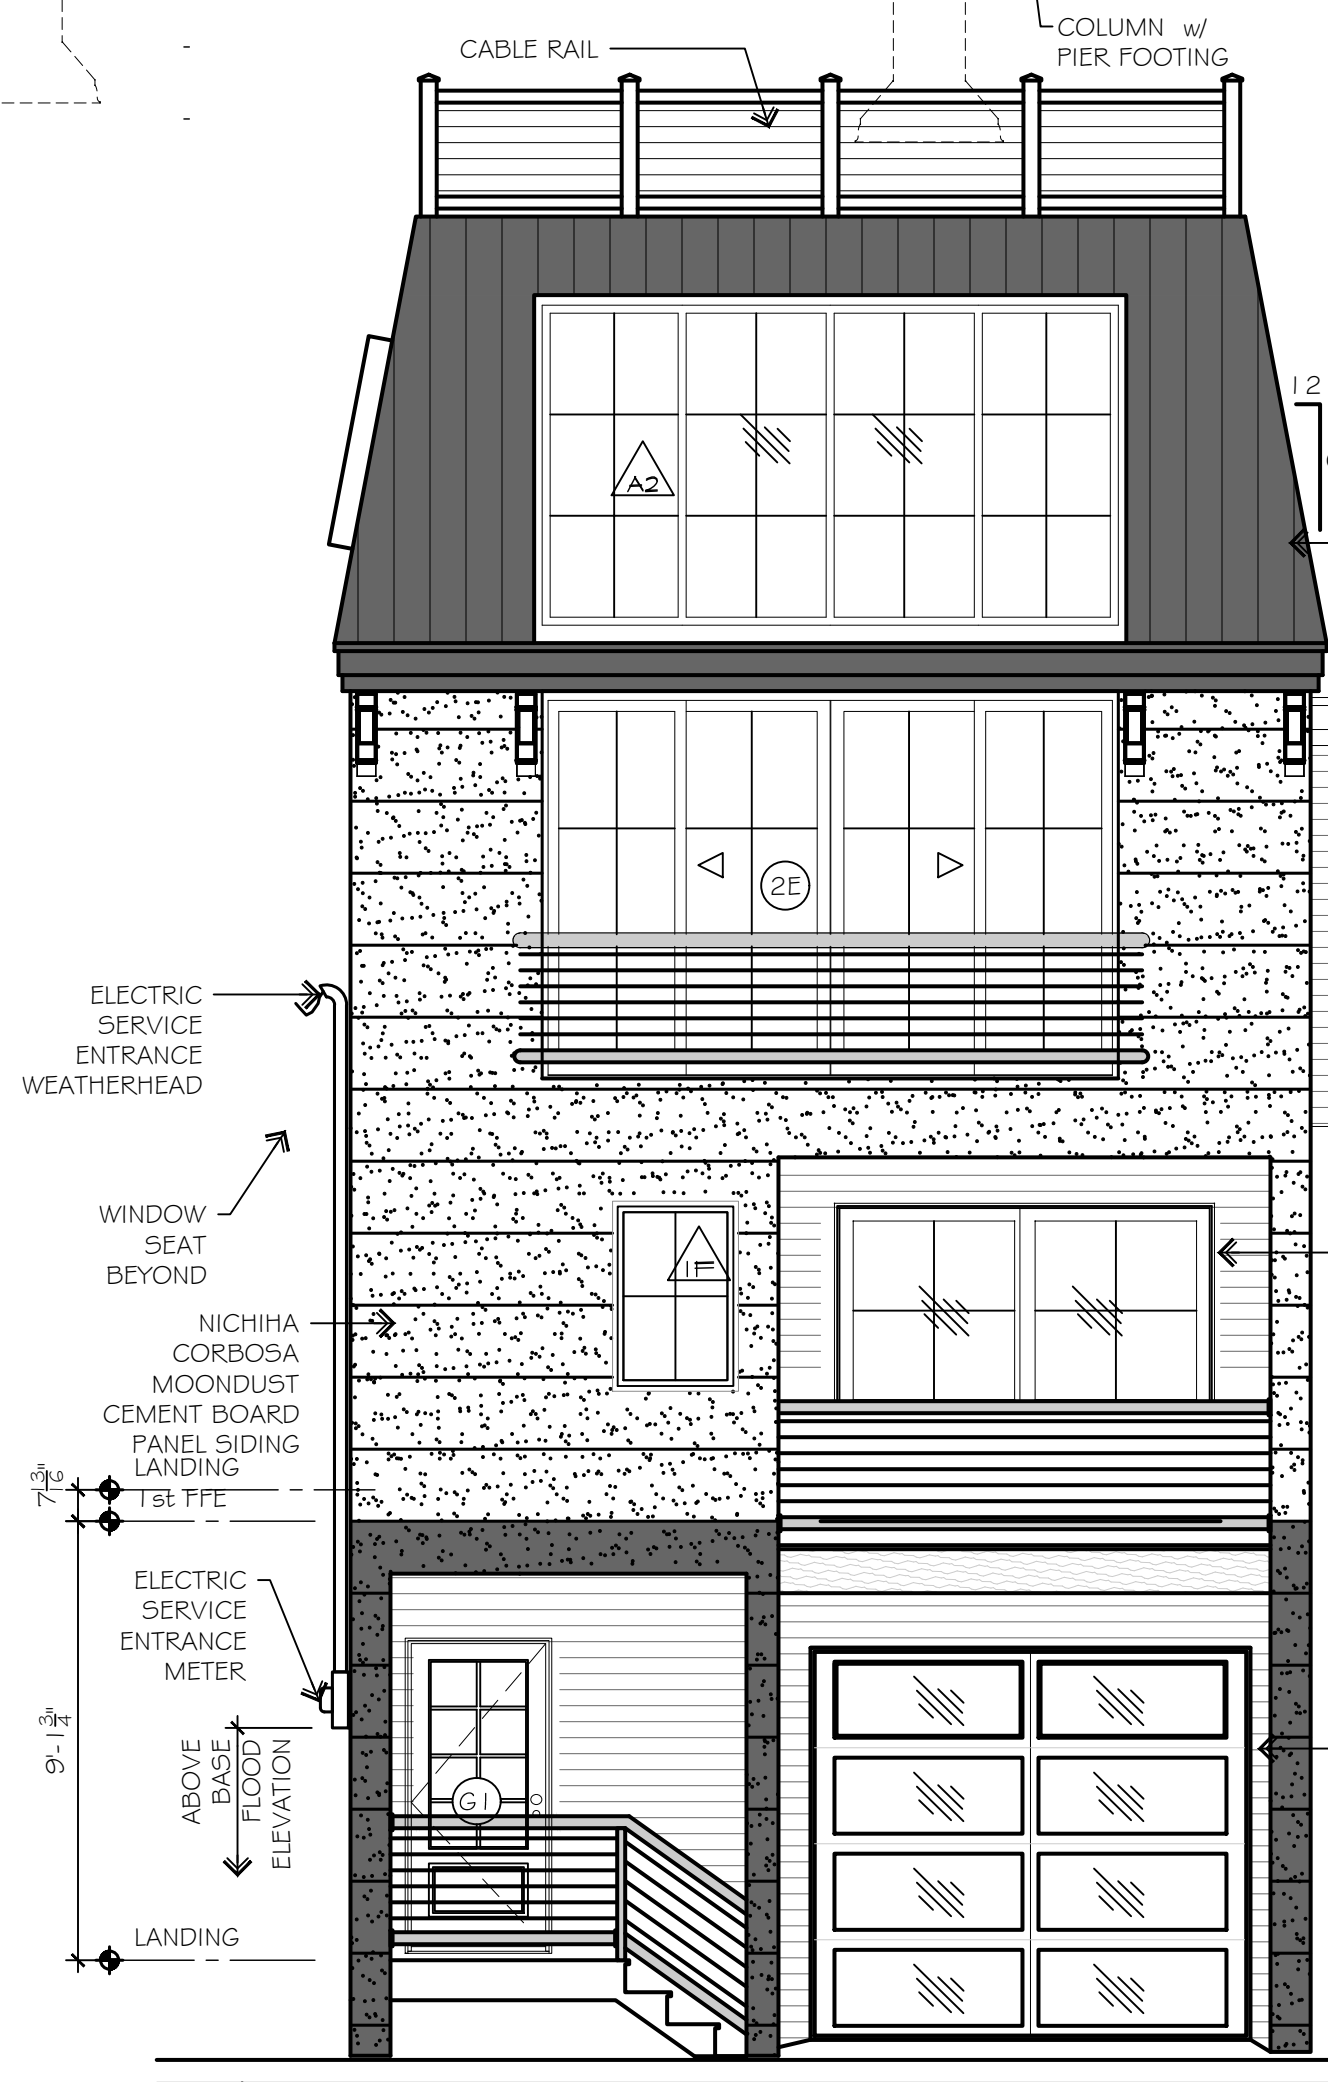 COLUMN w/
PIER FOOTING
CABLE RAIL
12
A2
2E
ELECTRIC
SERVICE
ENTRANCE
WEATHERHEAD
WINDOW
SEAT
BEYOND
1F
NICHIHA
CORBOSA
MOONDUST
CEMENT BOARD
PANEL SIDING
LANDING
1st FFE
7 3/16"
ELECTRIC
SERVICE
ENTRANCE
METER
9'-1 3/4"
ABOVE
BASE
FLOOD
ELEVATION
G1
LANDING